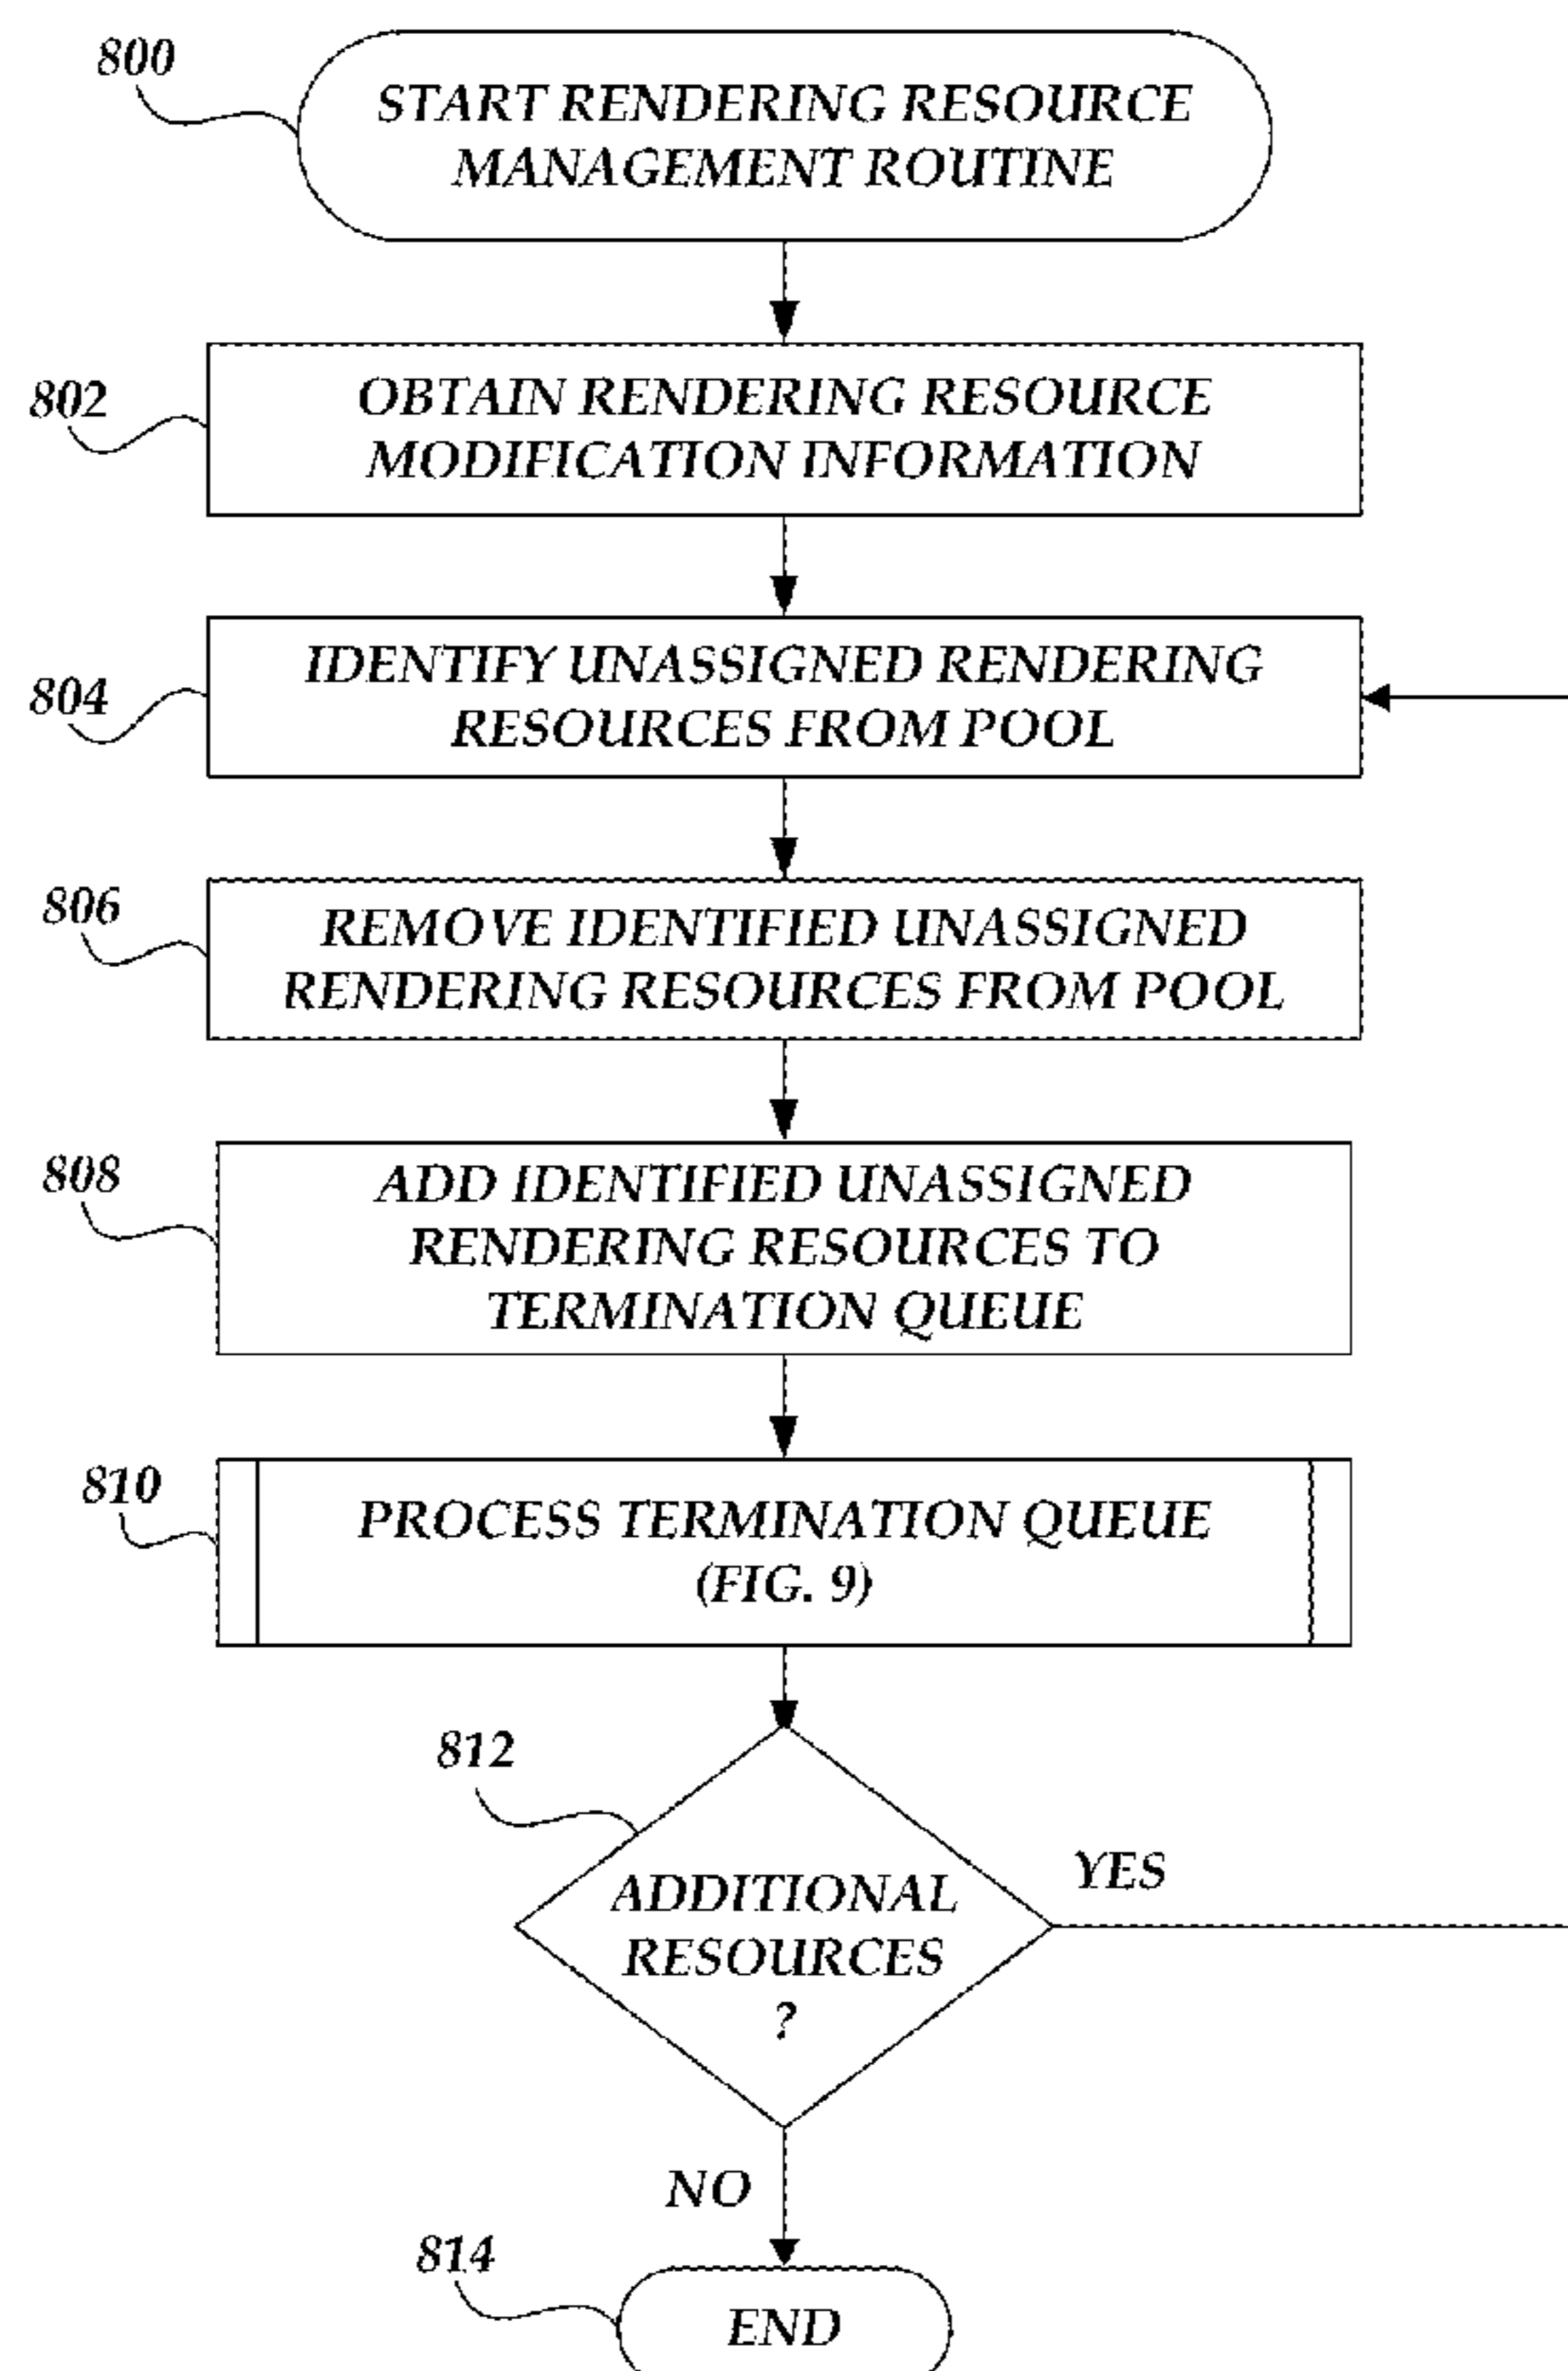 800
START RENDERING RESOURCE
MANAGEMENT ROUTINE
802
OBTAIN RENDERING RESOURCE
MODIFICATION INFORMATION
804
IDENTIFY UNASSIGNED RENDERING
RESOURCES FROM POOL
806
REMOVE IDENTIFIED UNASSIGNED
RENDERING RESOURCES FROM POOL
808
ADD IDENTIFIED UNASSIGNED
RENDERING RESOURCES TO
TERMINATION QUEUE
810
PROCESS TERMINATION QUEUE
(FIG. 9)
812
ADDITIONAL
RESOURCES
?
YES
NO
814
END